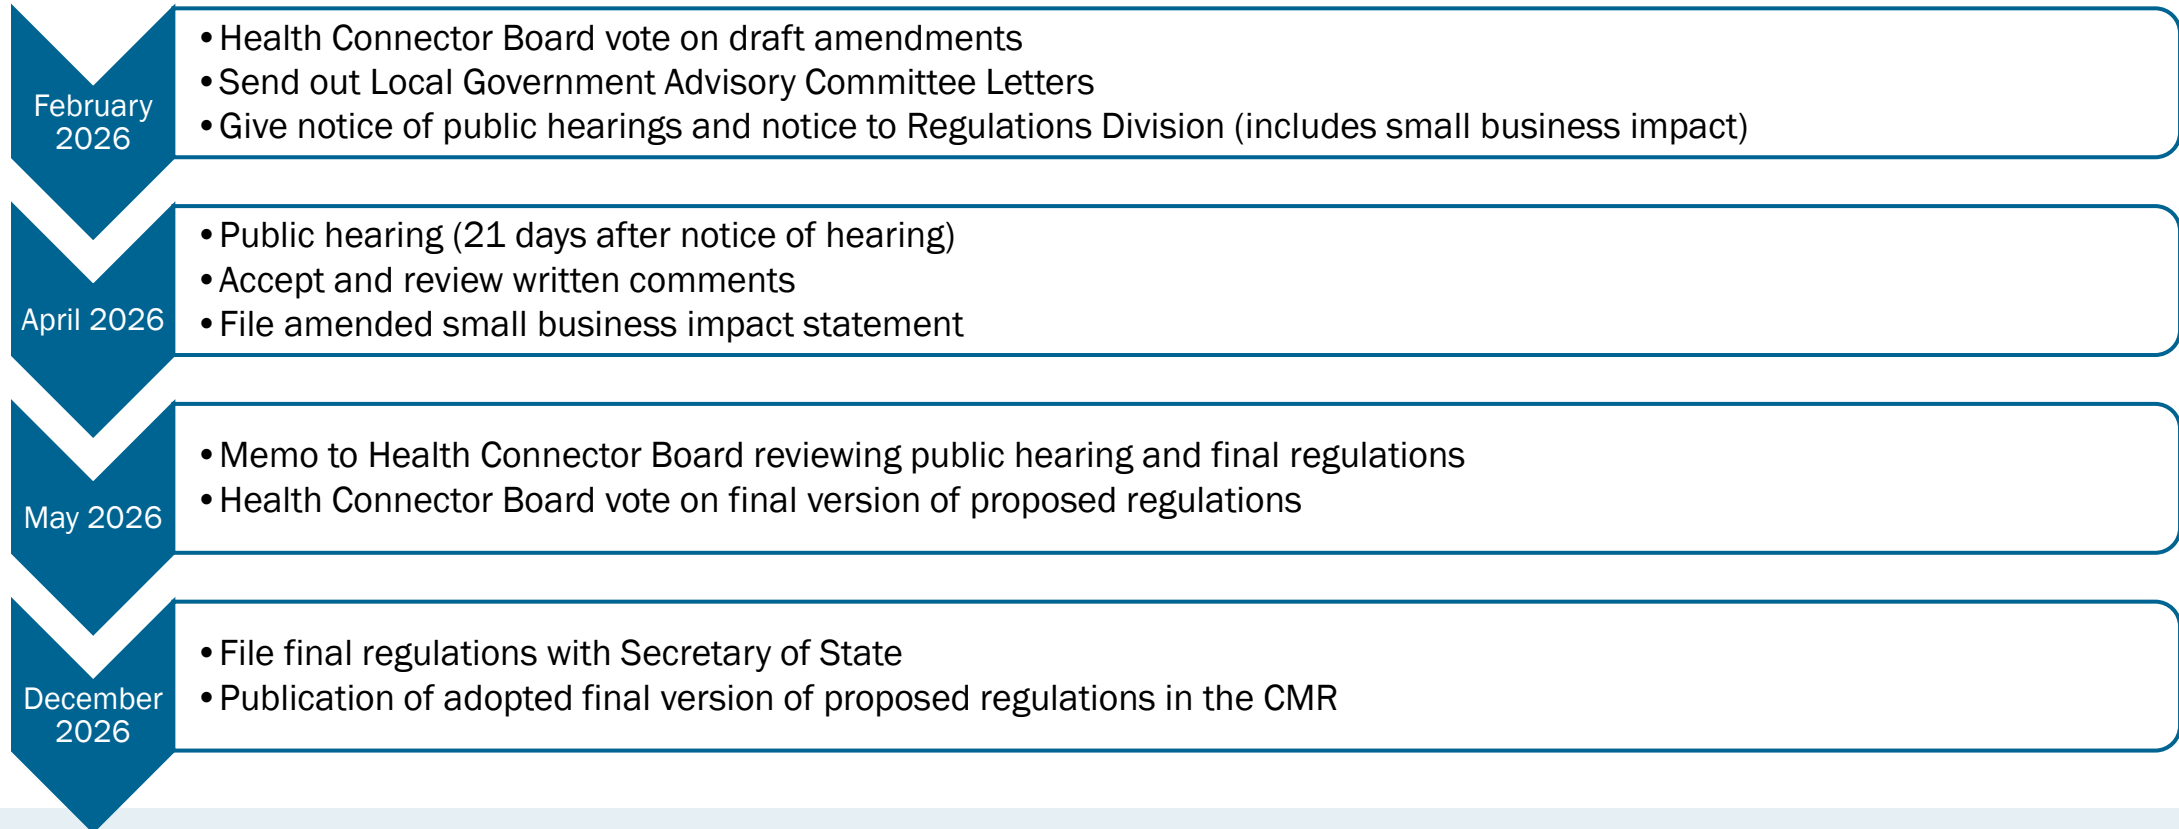 February
2026
•Health Connector Board vote on draft amendments
•Send out Local Government Advisory Committee Letters
•Give notice of public hearings and notice to Regulations Division (includes small business impact)
April 2026
•Public hearing (21 days after notice of hearing)
•Accept and review written comments
•File amended small business impact statement
May 2026
•Memo to Health Connector Board reviewing public hearing and final regulations
•Health Connector Board vote on final version of proposed regulations
December
2026
•File final regulations with Secretary of State
•Publication of adopted final version of proposed regulations in the CMR